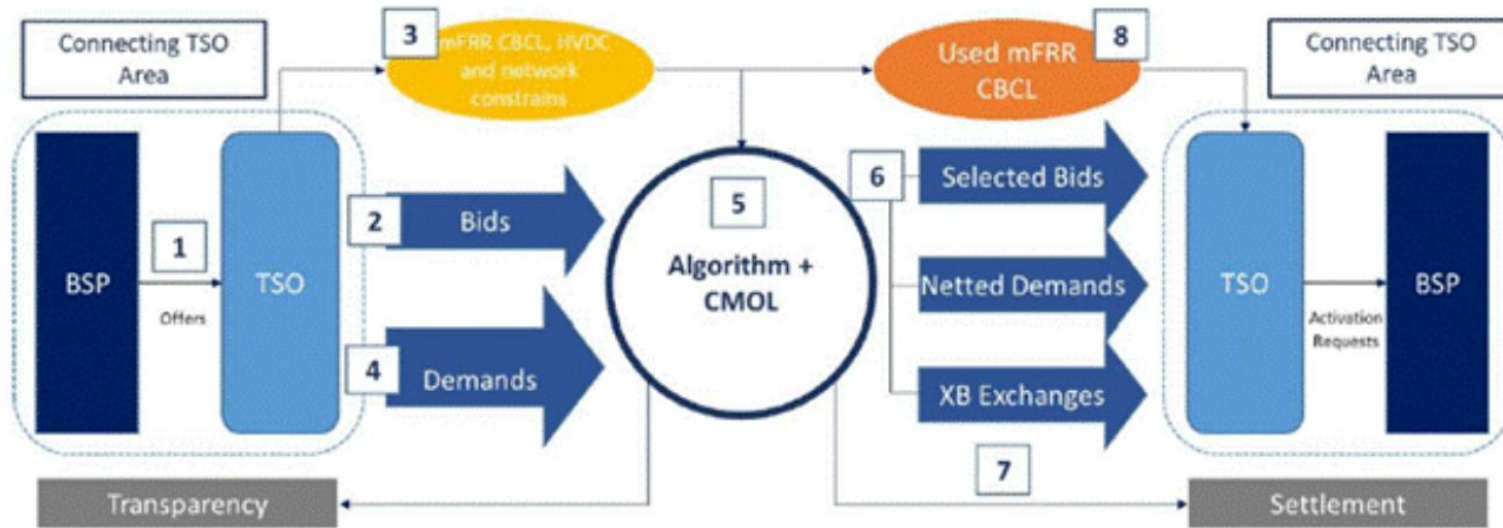 Connecting TSO
Area
3
mFRR CBCL, HVDC
and network
constrains
Used mFRR
CBCL
8
Connecting TSO
Area
BSP
1
Offers
TSO
2
Bids
4
Demands
5
Algorithm +
CMOL
6
Selected Bids
Netted Demands
XB Exchanges
7
TSO
Activation
Requests
BSP
Transparency
Settlement